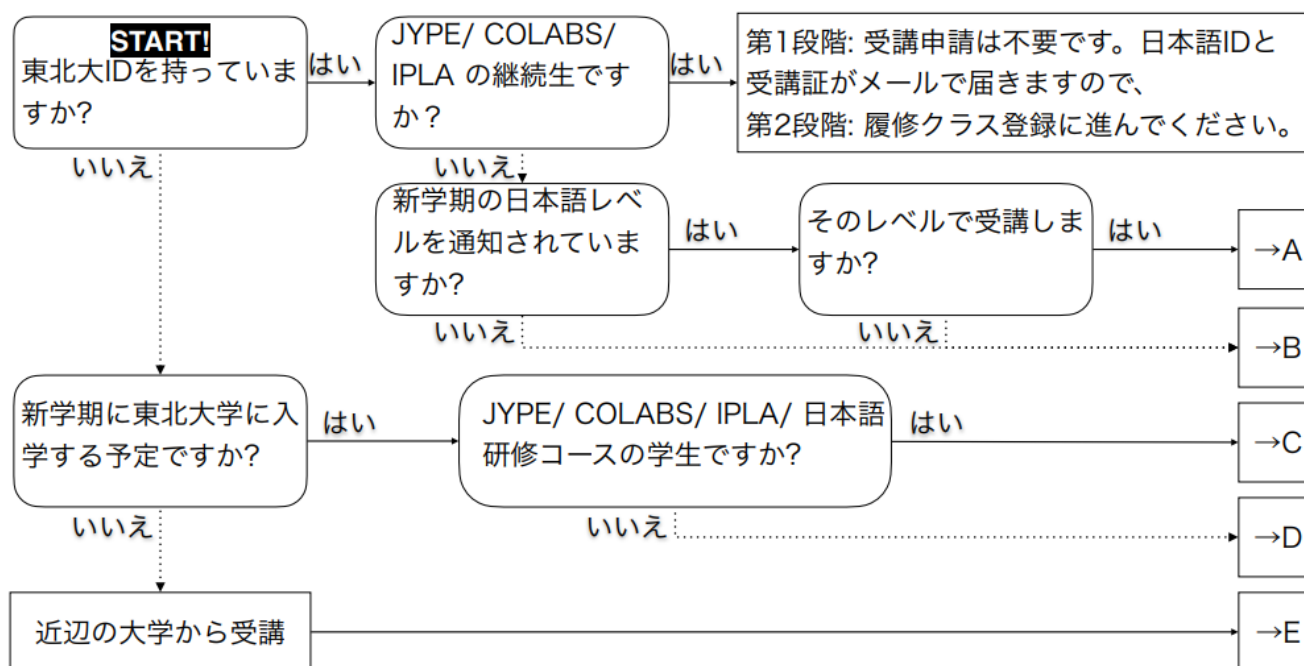 START!
東北大IDを持っていま
すか?
はい
JYPE/ COLABS/
IPLA の継続生です
か？
はい
第1段階: 受講申請は不要です。日本語IDと
受講証がメールで届きますので、
第2段階: 履修クラス登録に進んでください。
いいえ
いいえ
新学期の日本語レベ
ルを通知されていま
すか?
はい
そのレベルで受講しま
すか?
はい
→A
いいえ
いいえ
→B
新学期に東北大学に入
学する予定ですか?
はい
JYPE/ COLABS/ IPLA/ 日本語
研修コースの学生ですか?
はい
→C
いいえ
いいえ
→D
近辺の大学から受講
→E